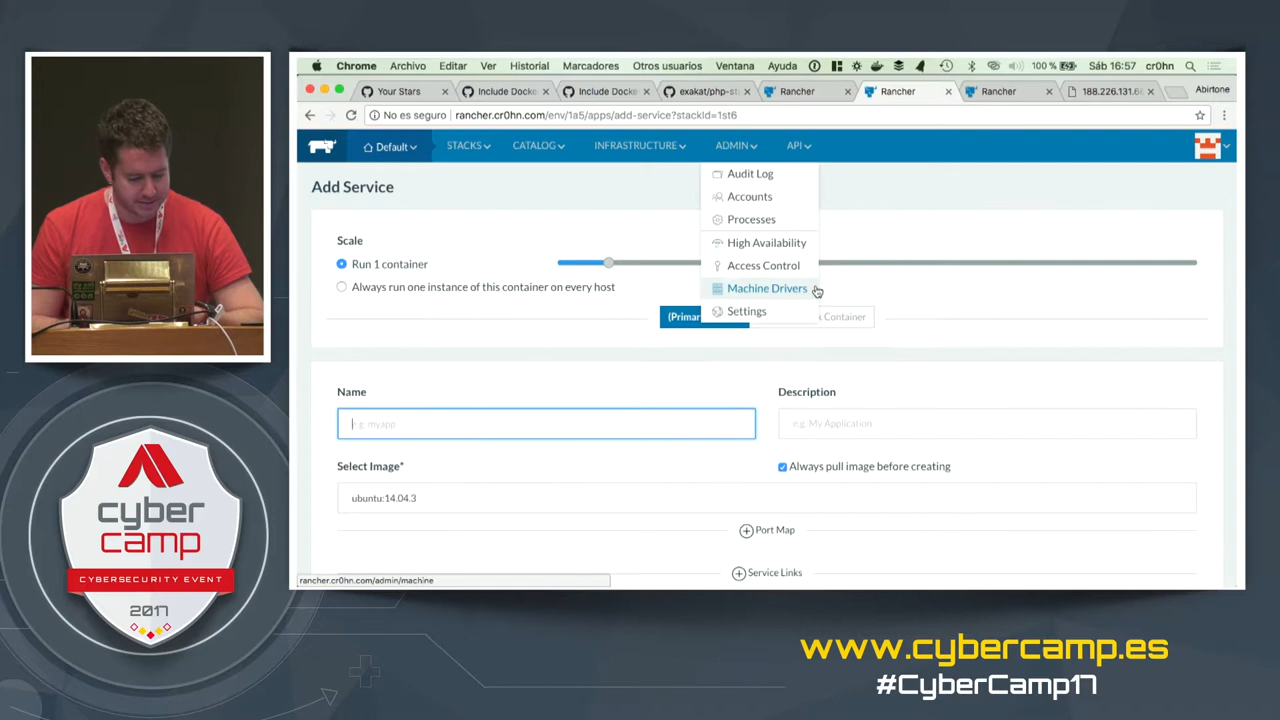 Chrome Archivo Editar Ver Historial Marcadores Otros usuarios Ventana Ayuda 100 % Sáb 16:57 cr0hn
Your Stars Include Docke Include Docke exakat/php-sta Rancher Rancher Rancher 188.226.131.6 Abirtone
No es seguro rancher.cr0hn.com/env/1a5/apps/add-service?stackId=1st6
Default STACKS CATALOG INFRASTRUCTURE ADMIN API
Audit Log
Accounts
Processes
High Availability
Access Control
Machine Drivers
Settings
Add Service
Scale
Run 1 container
Always run one instance of this container on every host
(Primar
Container
Name
Description
e.g. myapp
e.g. My Application
Select Image*
Always pull image before creating
ubuntu:14.04.3
Port Map
Service Links
rancher.cr0hn.com/admin/machine
cyber
camp
CYBERSECURITY EVENT
2017
www.cybercamp.es
#CyberCamp17